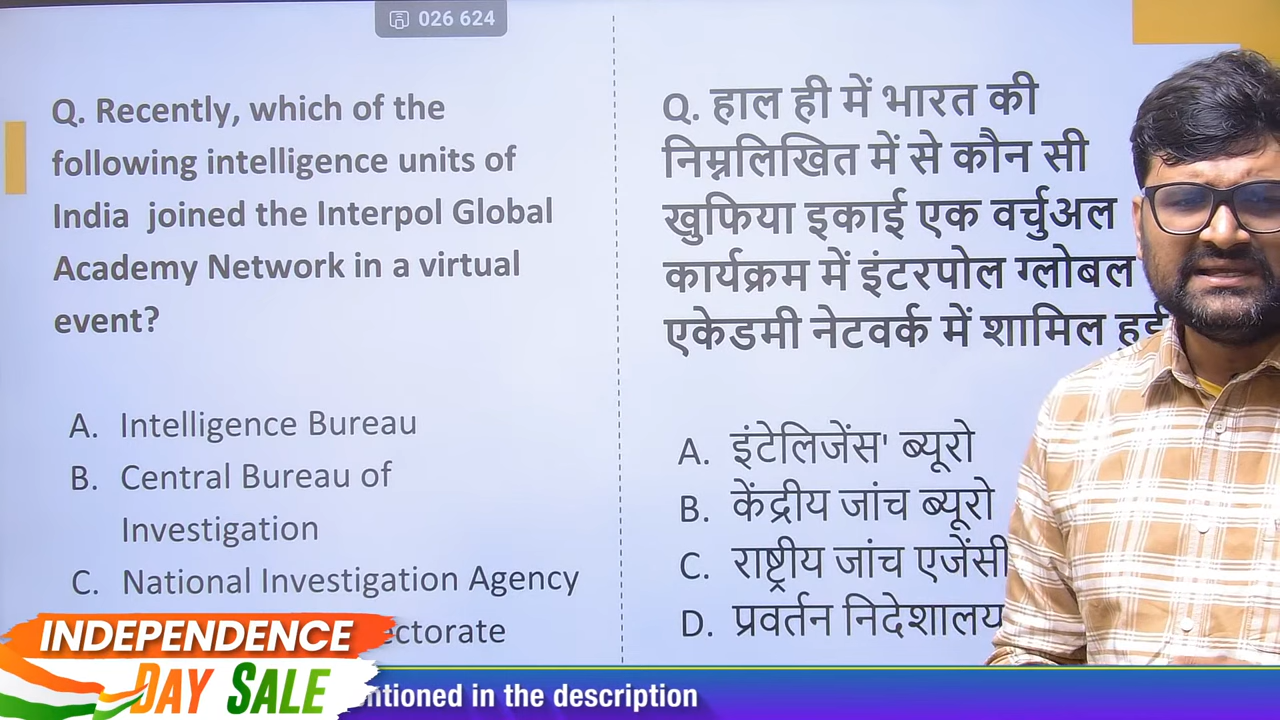 026 624
Q. Recently, which of the
following intelligence units of
India joined the Interpol Global
Academy Network in a virtual
event?
A. Intelligence Bureau
B. Central Bureau of
Investigation
C. National Investigation Agency
ectorate
Q. हाल ही में भारत की
निम्नलिखित में से कौन सी
खुफिया इकाई एक वर्चुअल
कार्यक्रम में इंटरपोल ग्लोबल
एकेडमी नेटवर्क में शामिल हुई
A. इंटेलिजेंस' ब्यूरो
B. केंद्रीय जांच ब्यूरो
C. राष्ट्रीय जांच एजेंसी
D. प्रवर्तन निदेशालय
INDEPENDENCE
DAY SALE
ntioned in the description